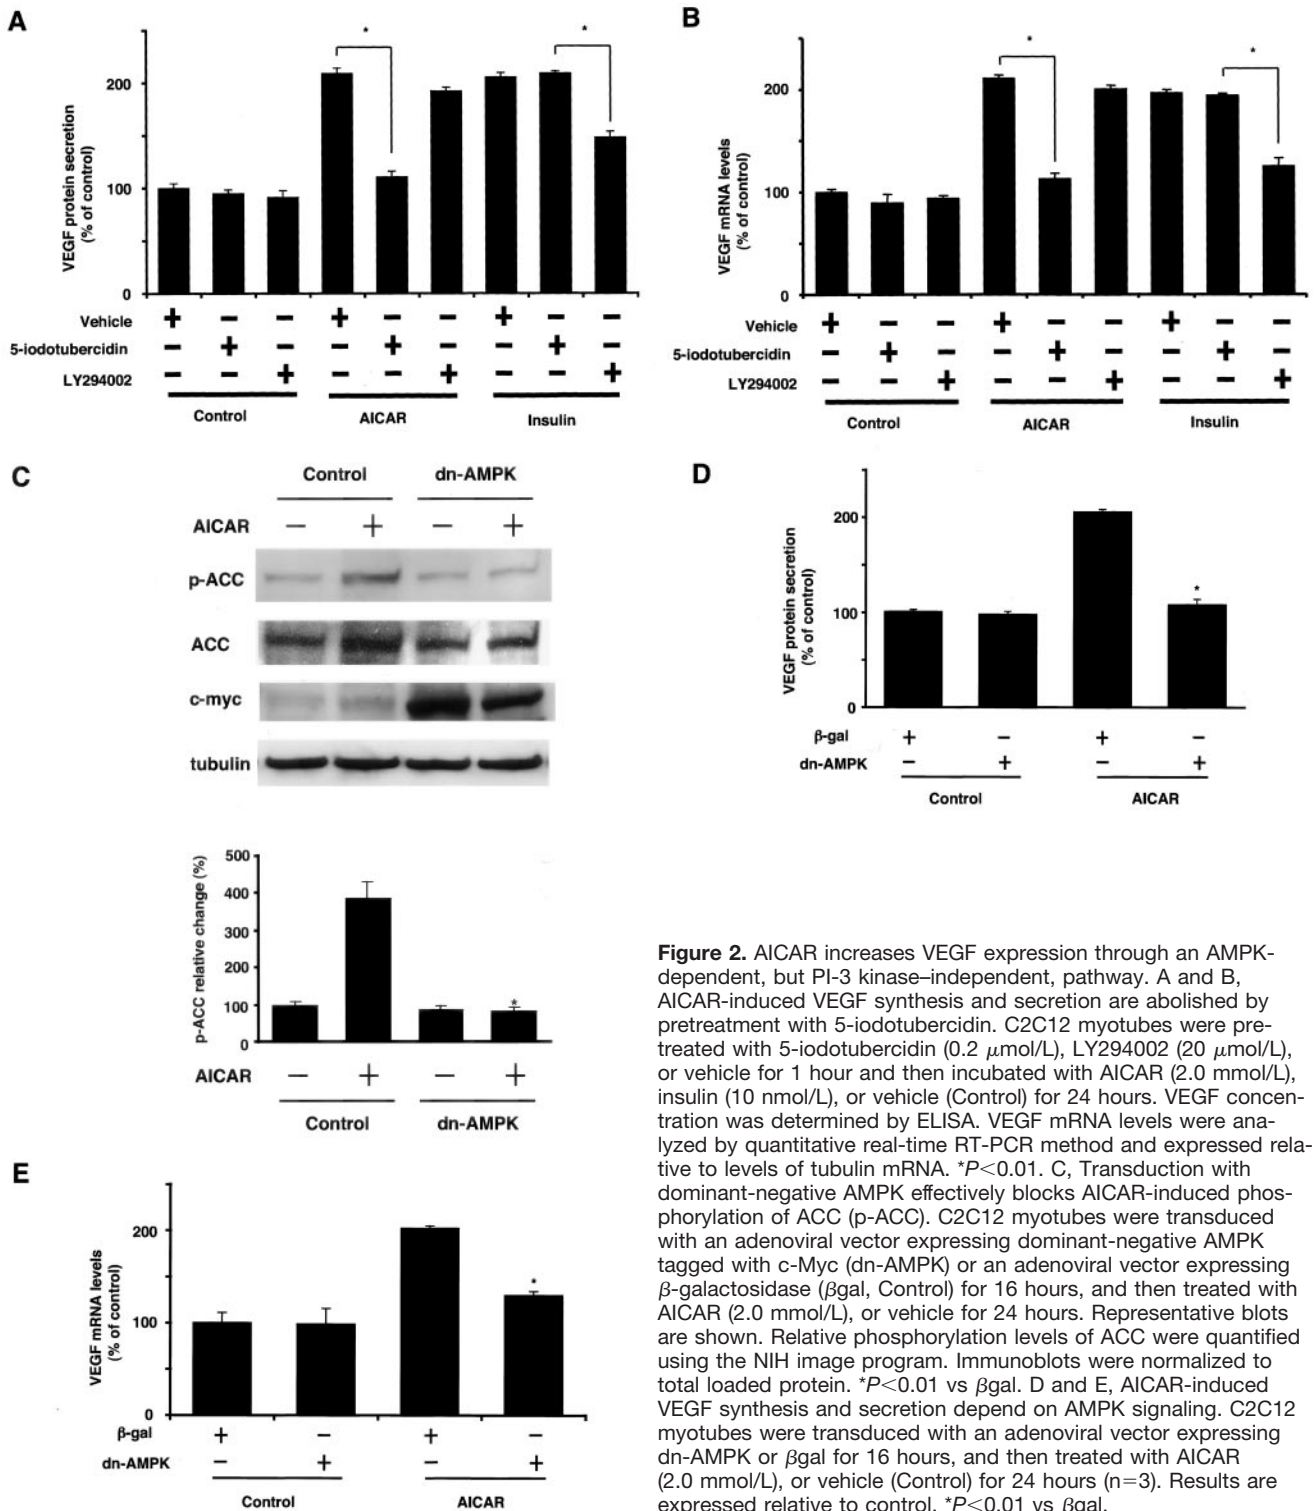 A
*
*
200
100
0
VEGF protein secretion
(% of control)
Vehicle + − − + − − + − −
5-iodotubercidin − + − − + − − + −
LY294002 − − + − − + − − +
Control AICAR Insulin
B
*
*
200
100
0
VEGF mRNA levels
(% of control)
Vehicle + − − + − − + − −
5-iodotubercidin − + − − + − − + −
LY294002 − − + − − + − − +
Control AICAR Insulin
C
Control dn-AMPK
AICAR − + − +
p-ACC
ACC
c-myc
tubulin
500
400
300
200
100
0
p-ACC relative change (%)
*
AICAR − + − +
Control dn-AMPK
D
200
100
0
VEGF protein secretion
(% of control)
*
β-gal + − + −
dn-AMPK − + − +
Control AICAR
E
200
100
0
VEGF mRNA levels
(% of control)
*
β-gal + − + −
dn-AMPK − + − +
Control AICAR
Figure 2. AICAR increases VEGF expression through an AMPK-
dependent, but PI-3 kinase–independent, pathway. A and B,
AICAR-induced VEGF synthesis and secretion are abolished by
pretreatment with 5-iodotubercidin. C2C12 myotubes were pre-
treated with 5-iodotubercidin (0.2 μmol/L), LY294002 (20 μmol/L),
or vehicle for 1 hour and then incubated with AICAR (2.0 mmol/L),
insulin (10 nmol/L), or vehicle (Control) for 24 hours. VEGF concen-
tration was determined by ELISA. VEGF mRNA levels were ana-
lyzed by quantitative real-time RT-PCR method and expressed rela-
tive to levels of tubulin mRNA. *P<0.01. C, Transduction with
dominant-negative AMPK effectively blocks AICAR-induced phos-
phorylation of ACC (p-ACC). C2C12 myotubes were transduced
with an adenoviral vector expressing dominant-negative AMPK
tagged with c-Myc (dn-AMPK) or an adenoviral vector expressing
β-galactosidase (βgal, Control) for 16 hours, and then treated with
AICAR (2.0 mmol/L), or vehicle for 24 hours. Representative blots
are shown. Relative phosphorylation levels of ACC were quantified
using the NIH image program. Immunoblots were normalized to
total loaded protein. *P<0.01 vs βgal. D and E, AICAR-induced
VEGF synthesis and secretion depend on AMPK signaling. C2C12
myotubes were transduced with an adenoviral vector expressing
dn-AMPK or βgal for 16 hours, and then treated with AICAR
(2.0 mmol/L), or vehicle (Control) for 24 hours (n=3). Results are
expressed relative to control. *P<0.01 vs βgal.